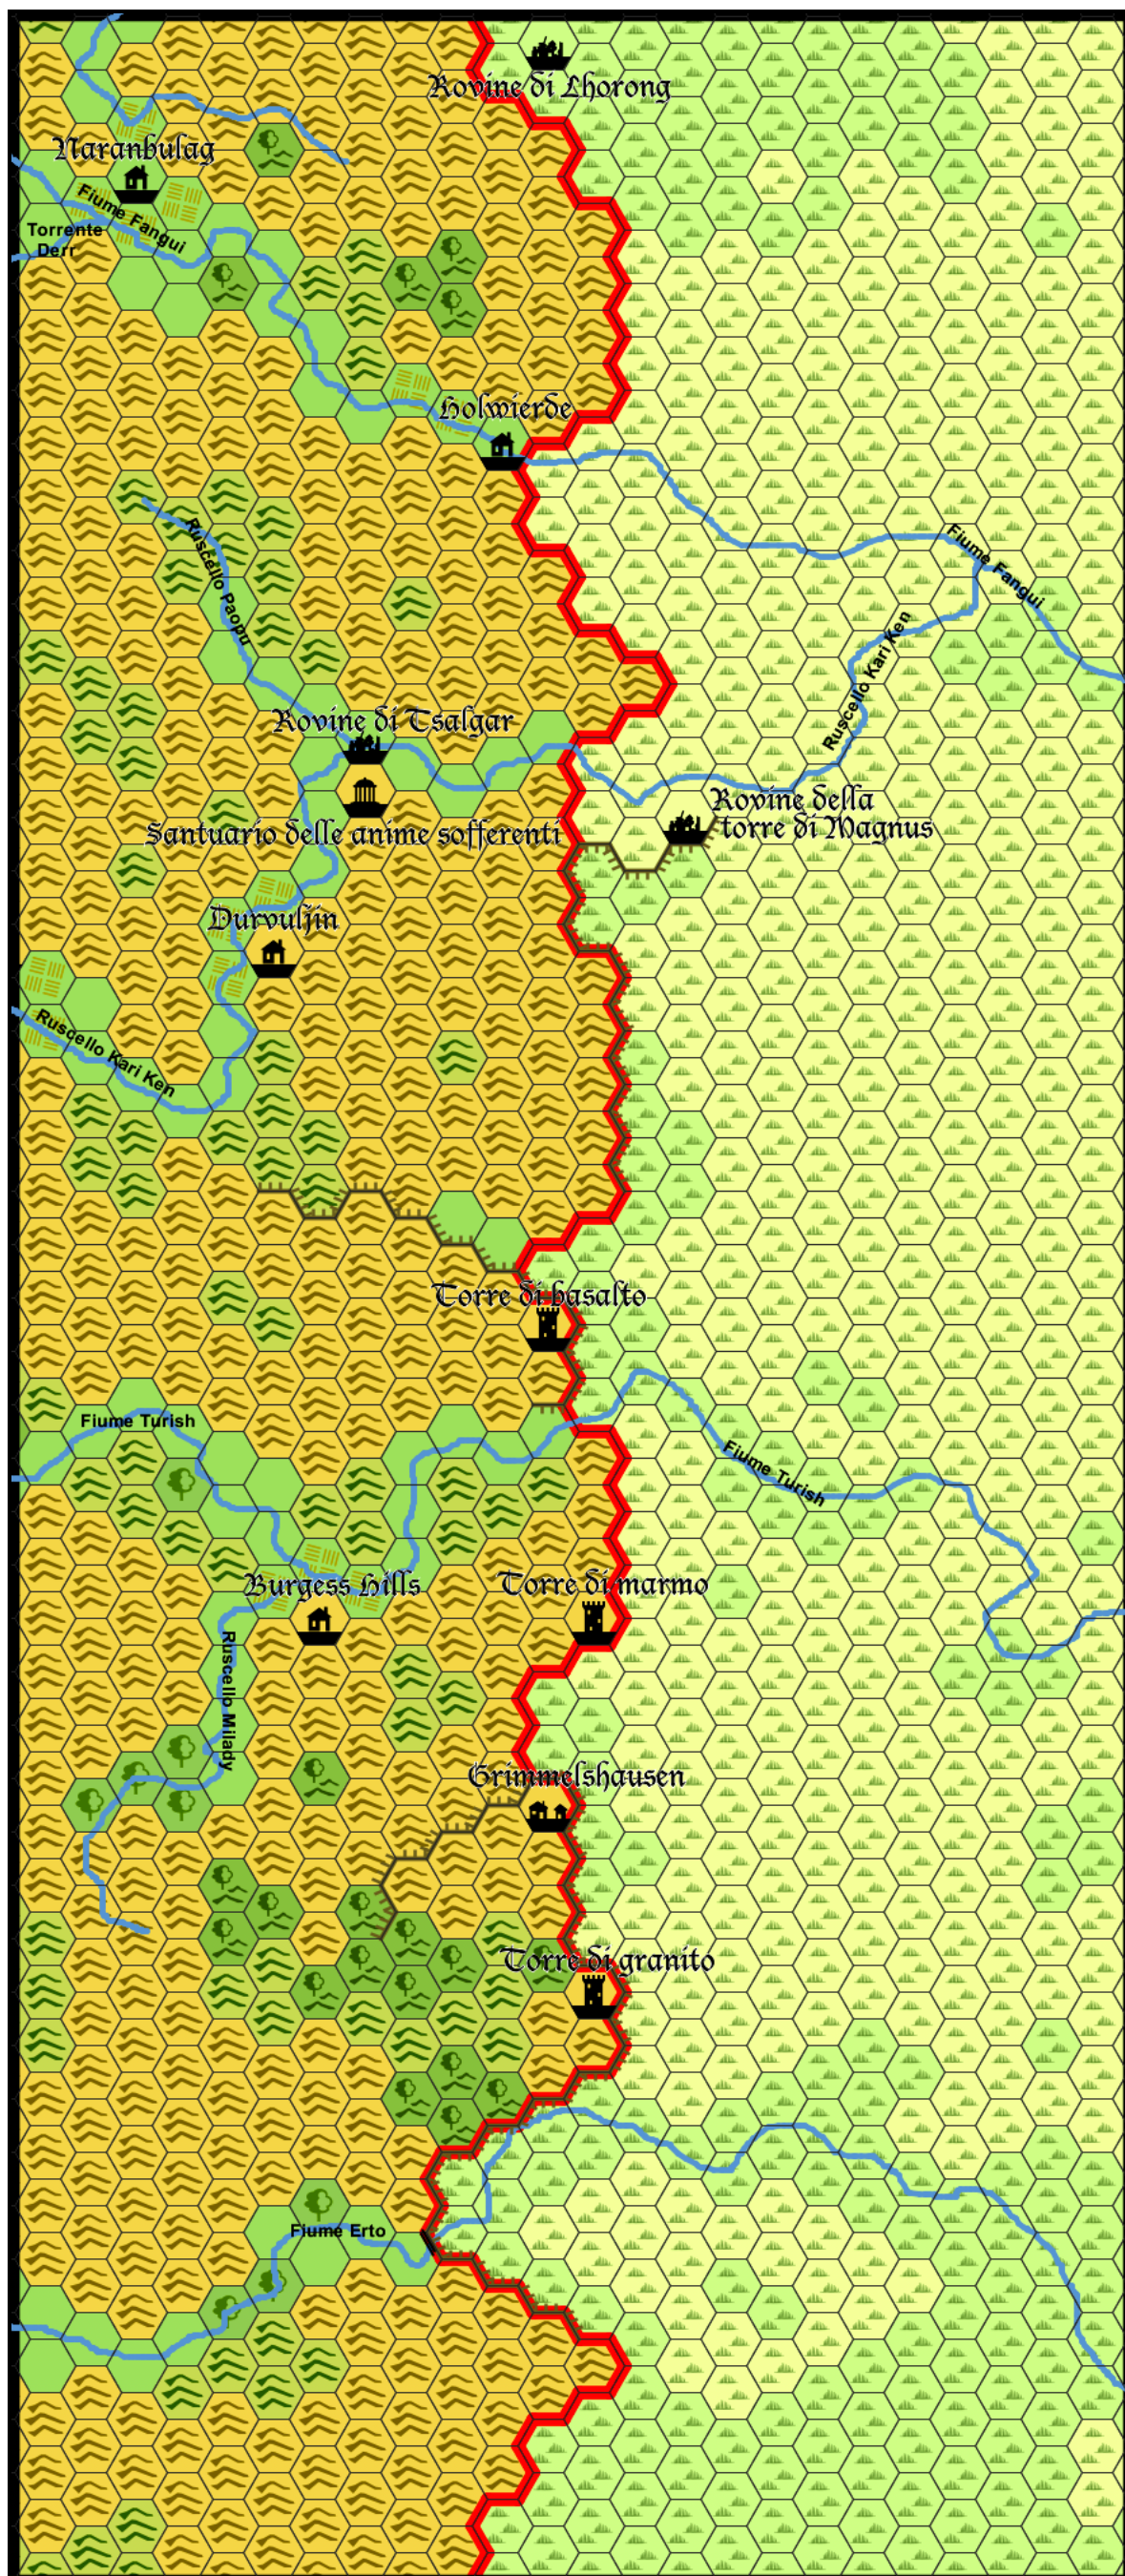 Rovine di Lhorong
Naranbulag
Fiume Fangui
Torrente
Derr
Holwierde
Ruscello Paopu
Fiume Fangui
Ruscello Kari Ken
Rovine di Tsalgar
Rovine della
torre di Magnus
Santuario delle anime sofferenti
Durvuljin
Ruscello Kari Ken
Torre di basalto
Fiume Turish
Fiume Turish
Burgess Hills
Torre di marmo
Ruscello Milady
Grimmelshausen
Torre di granito
Fiume Erto